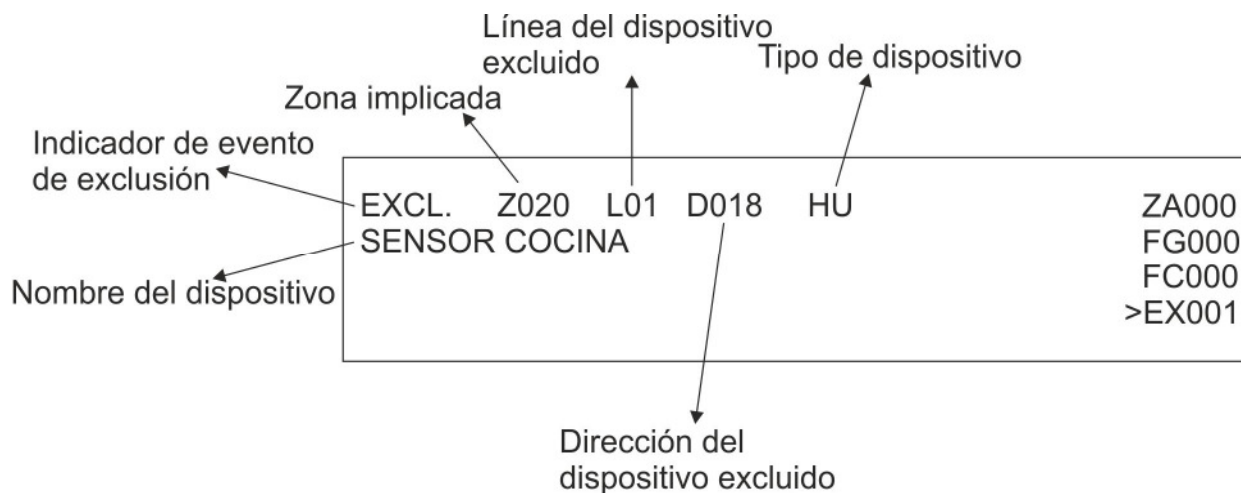 Línea del dispositivo
excluido
Tipo de dispositivo
Zona implicada
Indicador de evento
de exclusión
EXCL. Z020 L01 D018 HU ZA000
SENSOR COCINA FG000
FC000
>EX001
Nombre del dispositivo
Dirección del
dispositivo excluido